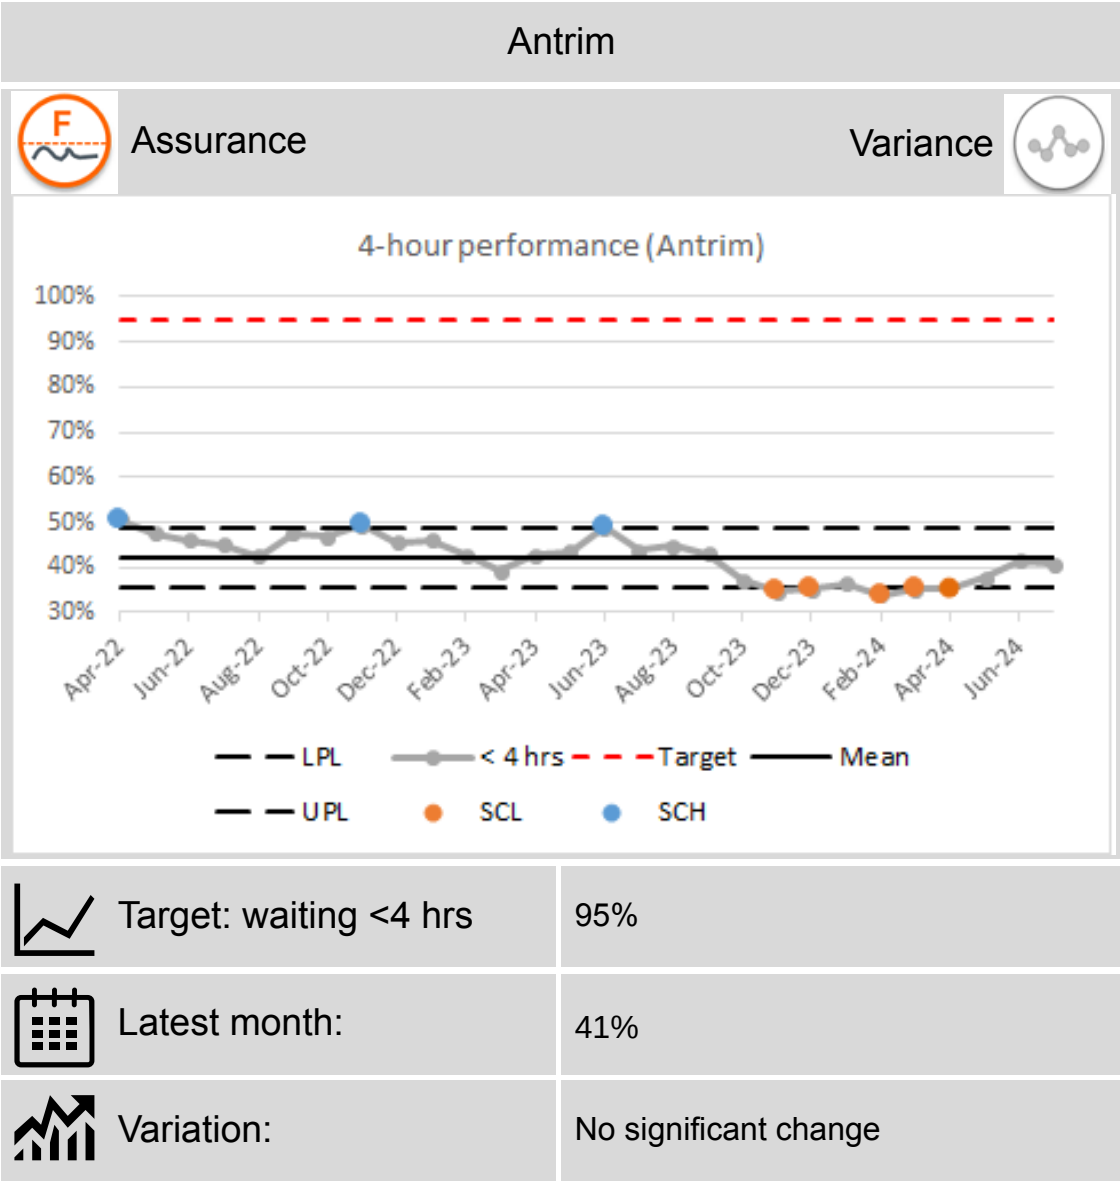 Antrim
F
Assurance
Variance
4-hour performance (Antrim)
100%
90%
80%
70%
60%
50%
40%
30%
Apr-22 Jun-22 Aug-22 Oct-22 Dec-22 Feb-23 Apr-23 Jun-23 Aug-23 Oct-23 Dec-23 Feb-24 Apr-24 Jun-24
LPL < 4 hrs Target Mean
UPL SCL SCH
Target: waiting <4 hrs 95%
Latest month: 41%
Variation: No significant change